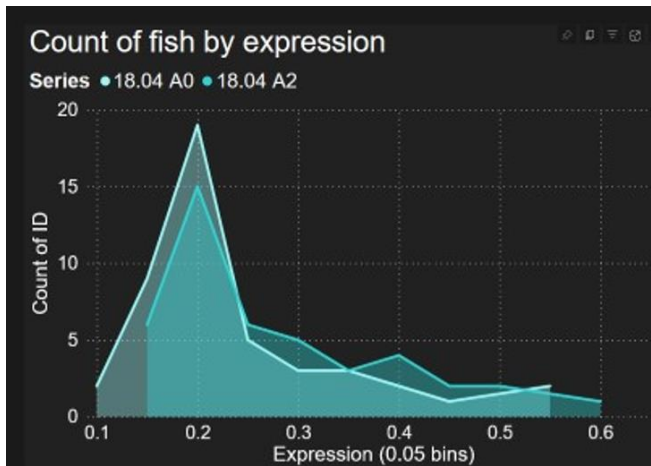 Count of fish by expression
Series 18.04 A0 18.04 A2
20
15
10
5
0
Count of ID
0.1 0.2 0.3 0.4 0.5 0.6
Expression (0.05 bins)